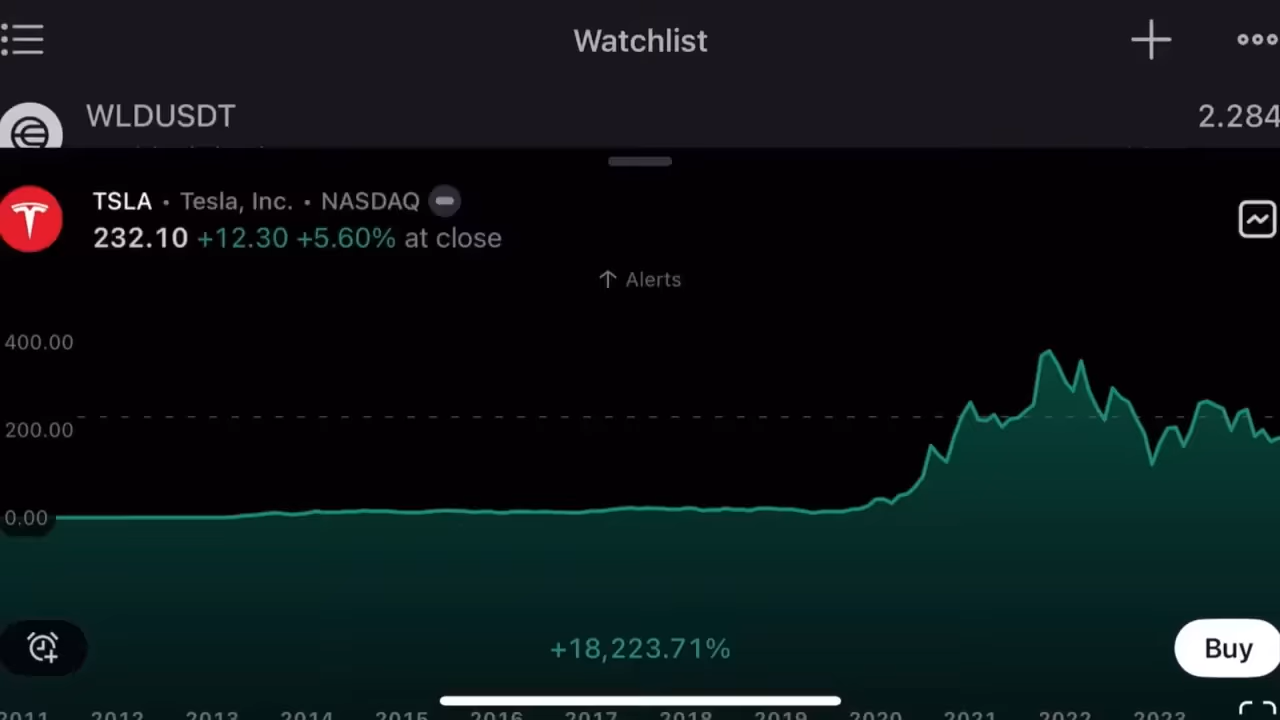 Watchlist
WLDUSDT 2.284
TSLA • Tesla, Inc. • NASDAQ
232.10 +12.30 +5.60% at close
↑ Alerts
400.00
200.00
0.00
+18,223.71%
Buy
2011 2012 2013 2014 2015 2016 2017 2018 2019 2020 2021 2022 2023